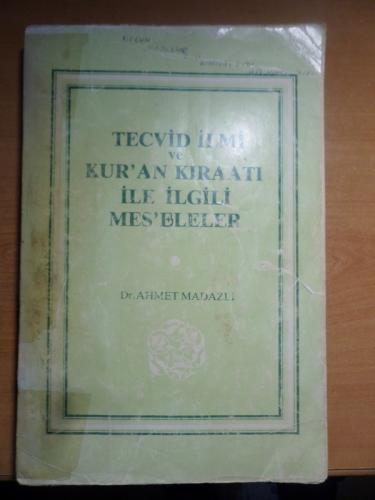 TECVİD İLMİ
ve
KUR'AN KIRAATI
İLE İLGİLİ
MES'ELELER
Dr. AHMET MADAZLI